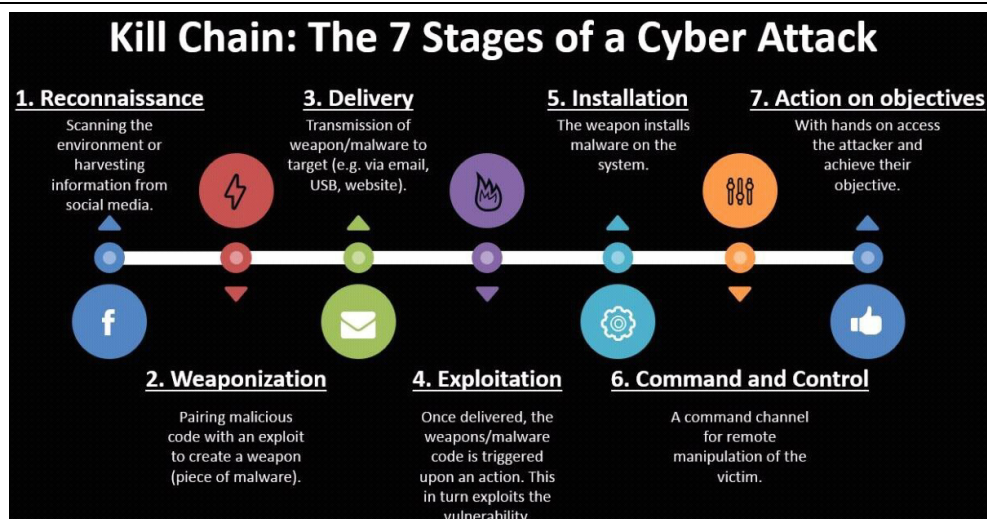 Kill Chain: The 7 Stages of a Cyber Attack
1. Reconnaissance
Scanning the
environment or
harvesting
information from
social media.
2. Weaponization
Pairing malicious
code with an exploit
to create a weapon
(piece of malware).
3. Delivery
Transmission of
weapon/malware to
target (e.g. via email,
USB, website).
4. Exploitation
Once delivered, the
weapons/malware
code is triggered
upon an action. This
in turn exploits the
vulnerability
5. Installation
The weapon installs
malware on the
system.
6. Command and Control
A command channel
for remote
manipulation of the
victim.
7. Action on objectives
With hands on access
the attacker and
achieve their
objective.
f